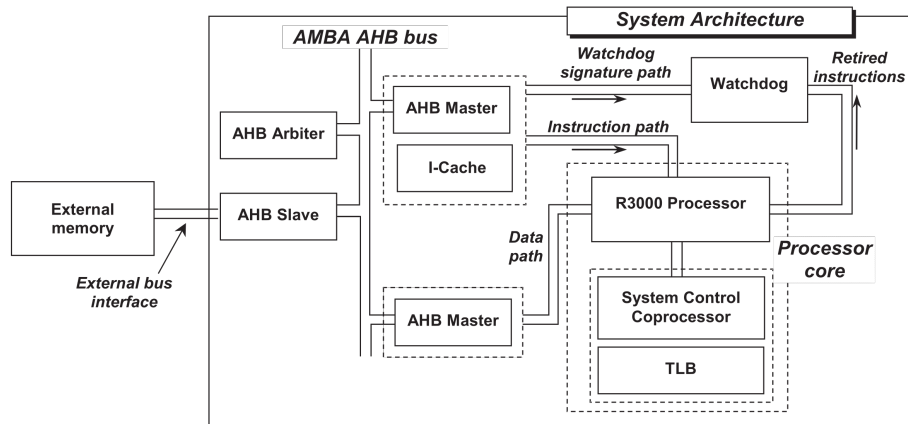 System Architecture
AMBA AHB bus
Watchdog
signature path
Retired
instructions
Watchdog
AHB Master
AHB Arbiter
Instruction path
I-Cache
External
memory
AHB Slave
R3000 Processor
Data
path
Processor
core
External bus
interface
System Control
Coprocessor
AHB Master
TLB